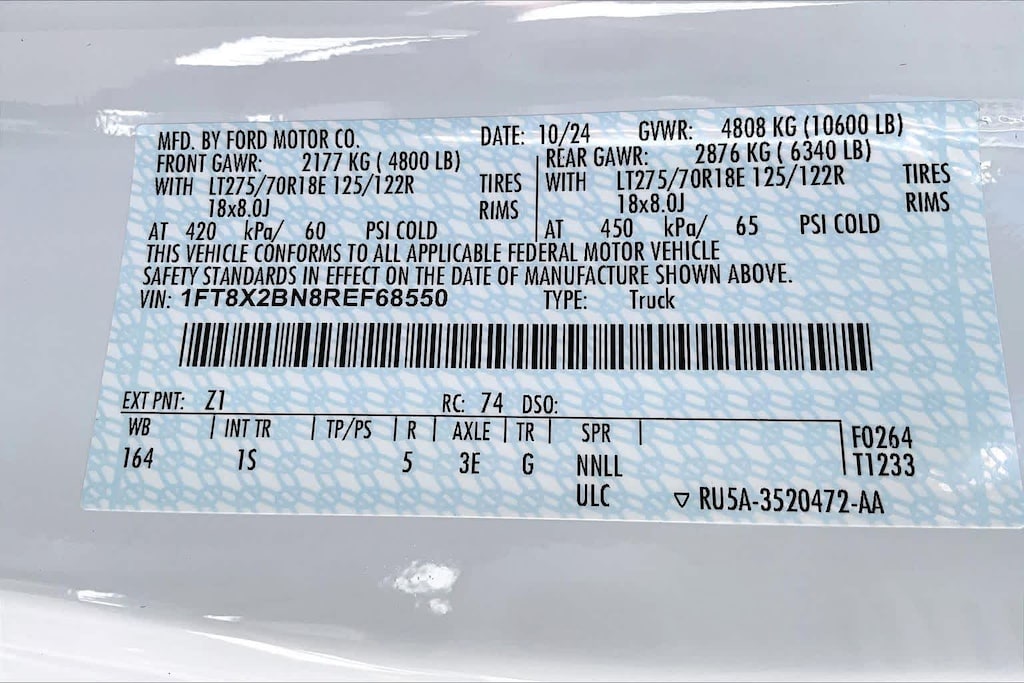 MFD. BY FORD MOTOR CO. DATE: 10/24 GVWR: 4808 KG (10600 LB)
FRONT GAWR: 2177 KG ( 4800 LB) REAR GAWR: 2876 KG ( 6340 LB)
WITH LT275/70R18E 125/122R TIRES WITH LT275/70R18E 125/122R TIRES
18x8.0J RIMS 18x8.0J RIMS
AT 420 kPa/ 60 PSI COLD AT 450 kPa/ 65 PSI COLD
THIS VEHICLE CONFORMS TO ALL APPLICABLE FEDERAL MOTOR VEHICLE
SAFETY STANDARDS IN EFFECT ON THE DATE OF MANUFACTURE SHOWN ABOVE.
VIN: 1FT8X2BN8REF68550 TYPE: Truck
EXT PNT: Z1 RC: 74 DSO:
WB INT TR TP/PS R AXLE TR SPR F0264
164 1S 5 3E G NNLL T1233
ULC ▽ RU5A-3520472-AA